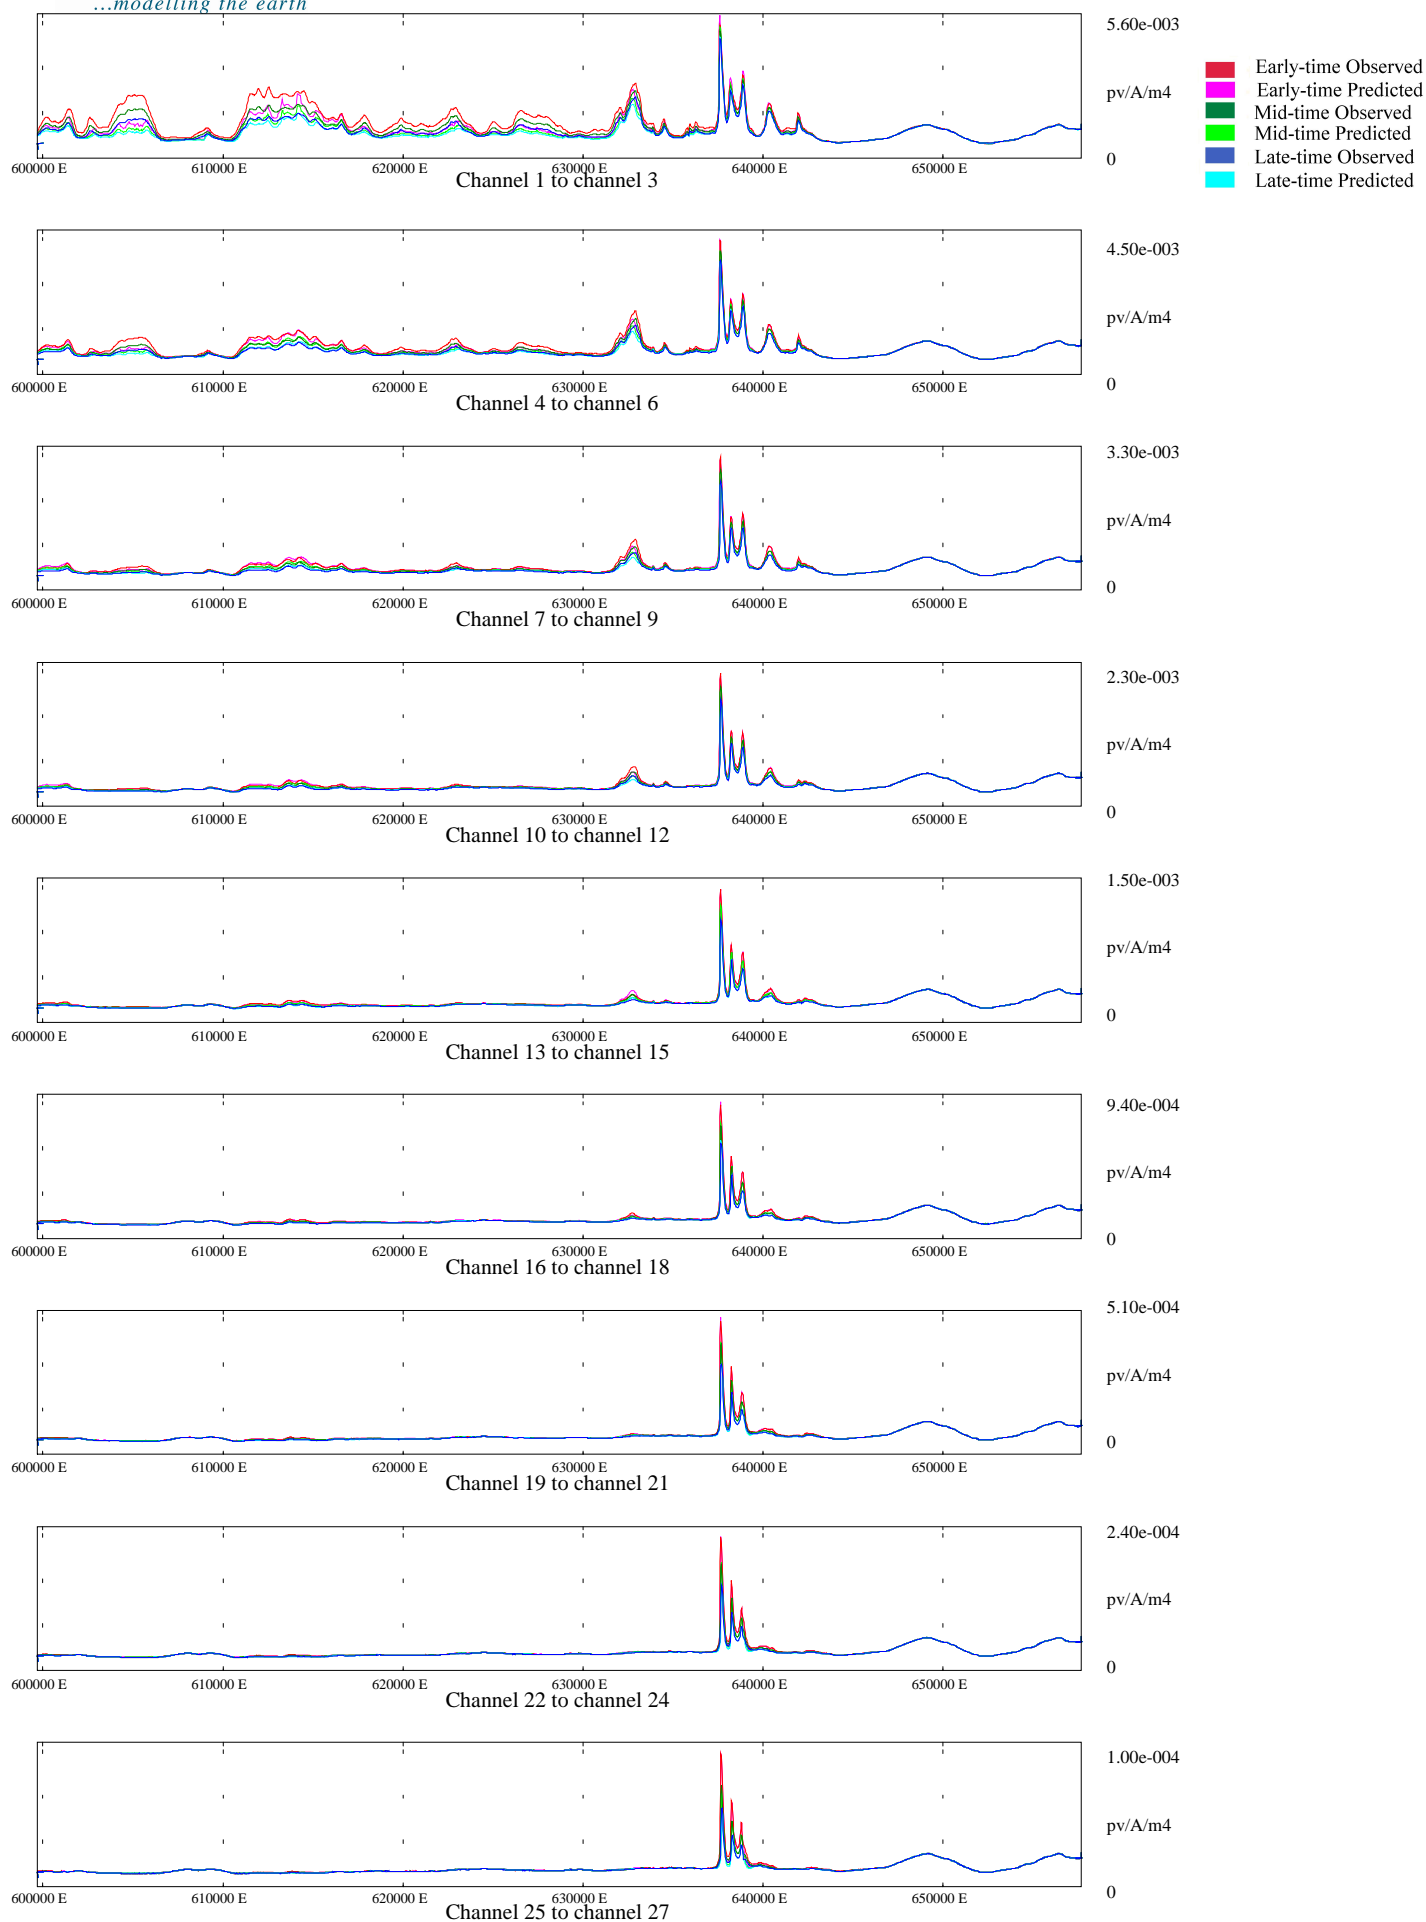 ...modelling the earth
5.60e-003
Early-time Observed
Early-time Predicted
pv/A/m4
Mid-time Observed
Mid-time Predicted
Late-time Observed
0
Late-time Predicted
600000 E 610000 E 620000 E 630000 E 640000 E 650000 E
Channel 1 to channel 3
4.50e-003
pv/A/m4
0
600000 E 610000 E 620000 E 630000 E 640000 E 650000 E
Channel 4 to channel 6
3.30e-003
pv/A/m4
0
600000 E 610000 E 620000 E 630000 E 640000 E 650000 E
Channel 7 to channel 9
2.30e-003
pv/A/m4
0
600000 E 610000 E 620000 E 630000 E 640000 E 650000 E
Channel 10 to channel 12
1.50e-003
pv/A/m4
0
600000 E 610000 E 620000 E 630000 E 640000 E 650000 E
Channel 13 to channel 15
9.40e-004
pv/A/m4
0
600000 E 610000 E 620000 E 630000 E 640000 E 650000 E
Channel 16 to channel 18
5.10e-004
pv/A/m4
0
600000 E 610000 E 620000 E 630000 E 640000 E 650000 E
Channel 19 to channel 21
2.40e-004
pv/A/m4
0
600000 E 610000 E 620000 E 630000 E 640000 E 650000 E
Channel 22 to channel 24
1.00e-004
pv/A/m4
0
600000 E 610000 E 620000 E 630000 E 640000 E 650000 E
Channel 25 to channel 27